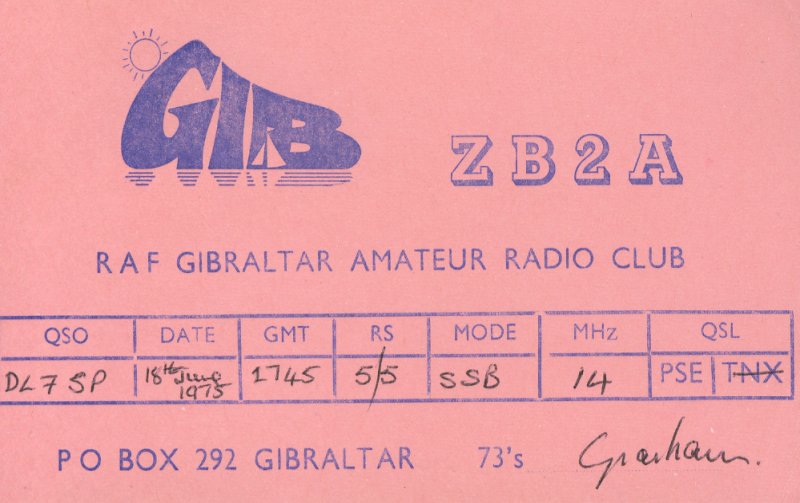 GIB
ZB2A
RAF GIBRALTAR AMATEUR RADIO CLUB
QSO DATE GMT RS MODE MHz QSL
DL7SP 18th June 1975 1745 5/5 SSB 14 PSE TNX
PO BOX 292 GIBRALTAR 73's Graham.